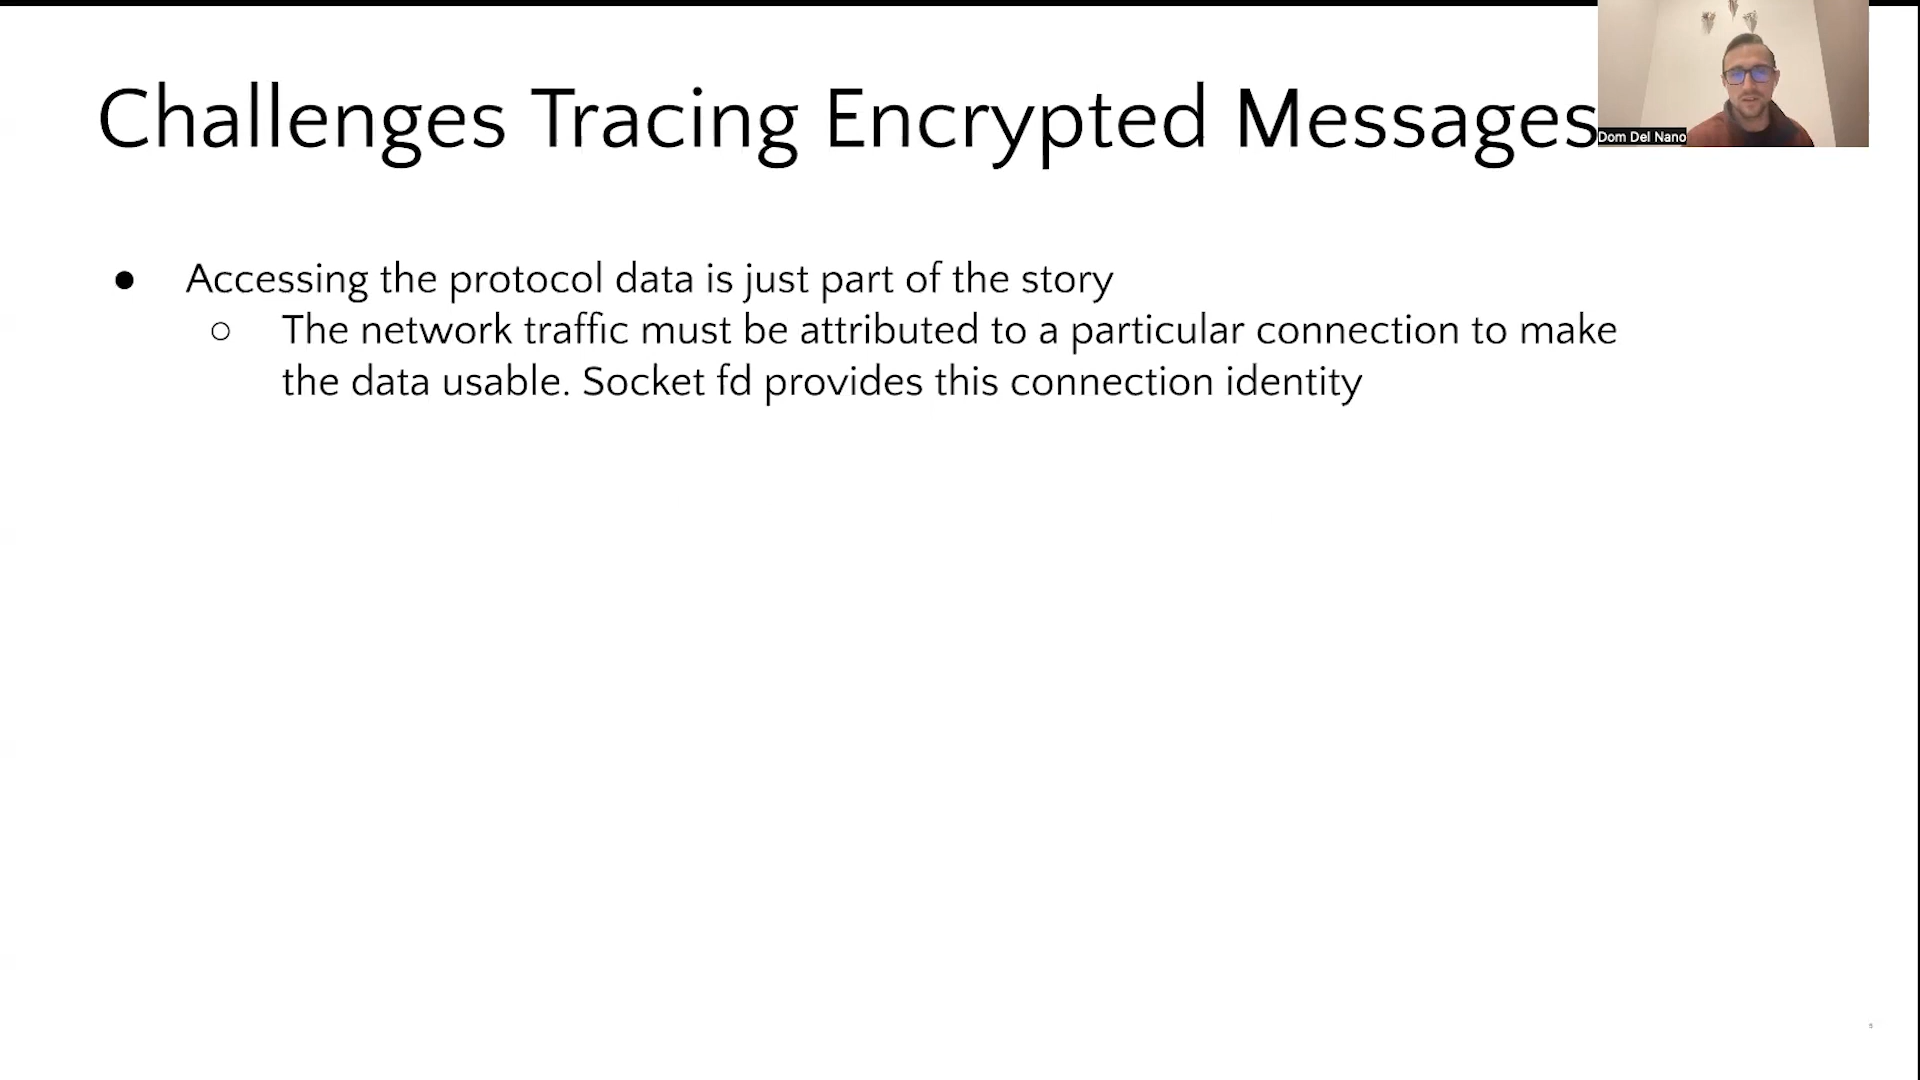 Challenges Tracing Encrypted Messages
Dom Del Nano
● Accessing the protocol data is just part of the story
○ The network traffic must be attributed to a particular connection to make
the data usable. Socket fd provides this connection identity